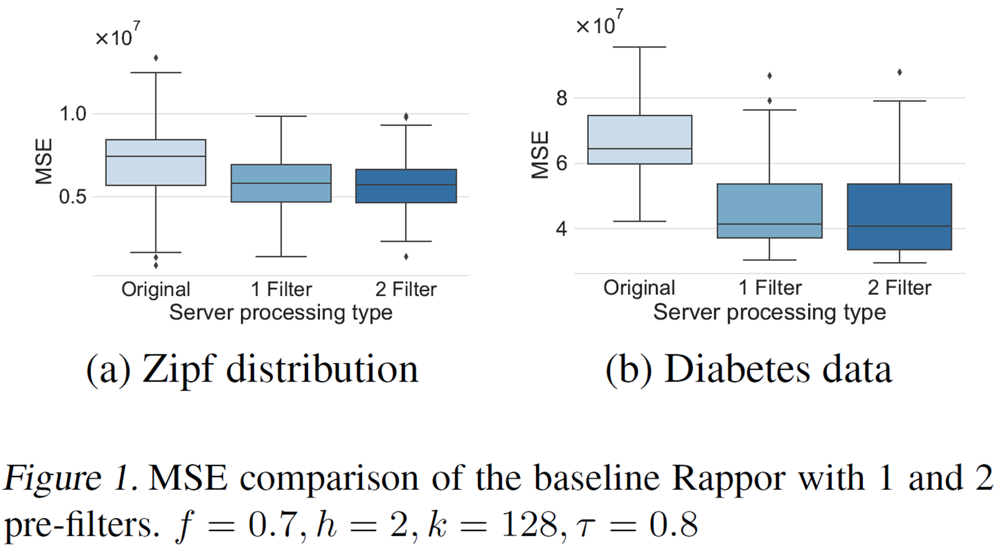 ×10^7
MSE
1.0
0.5
Original
1 Filter
2 Filter
Server processing type
(a) Zipf distribution
×10^7
MSE
8
6
4
Original
1 Filter
2 Filter
Server processing type
(b) Diabetes data
Figure 1. MSE comparison of the baseline Rappor with 1 and 2
pre-filters. f = 0.7, h = 2, k = 128, τ = 0.8